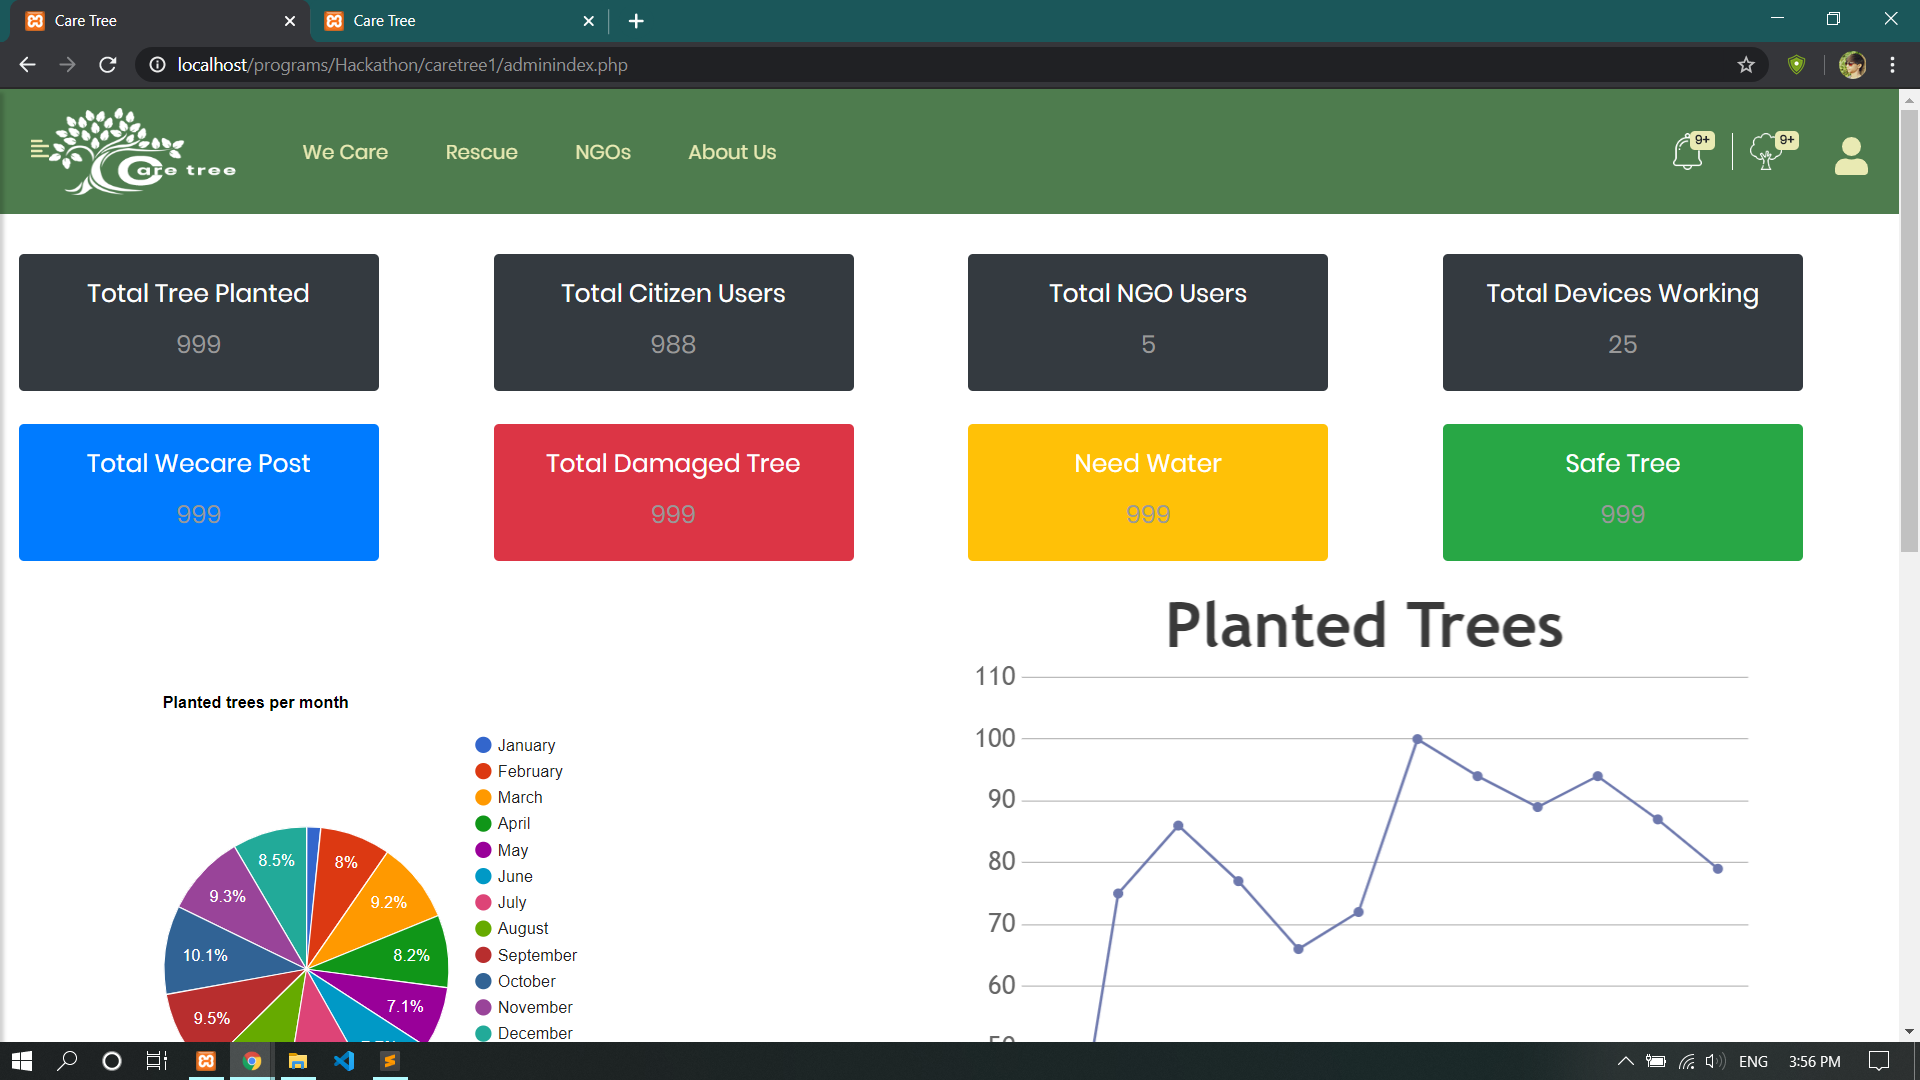 Care Tree
Care Tree
localhost/programs/Hackathon/caretree1/adminindex.php
Care tree
We Care
Rescue
NGOs
About Us
9+
9+
Total Tree Planted
999
Total Citizen Users
988
Total NGO Users
5
Total Devices Working
25
Total Wecare Post
999
Total Damaged Tree
999
Need Water
999
Safe Tree
999
Planted trees per month
January
February
March
April
May
June
July
August
September
October
November
December
8.5%
8%
9.3%
9.2%
10.1%
8.2%
9.5%
7.1%
Planted Trees
110
100
90
80
70
60
50
ENG
3:56 PM